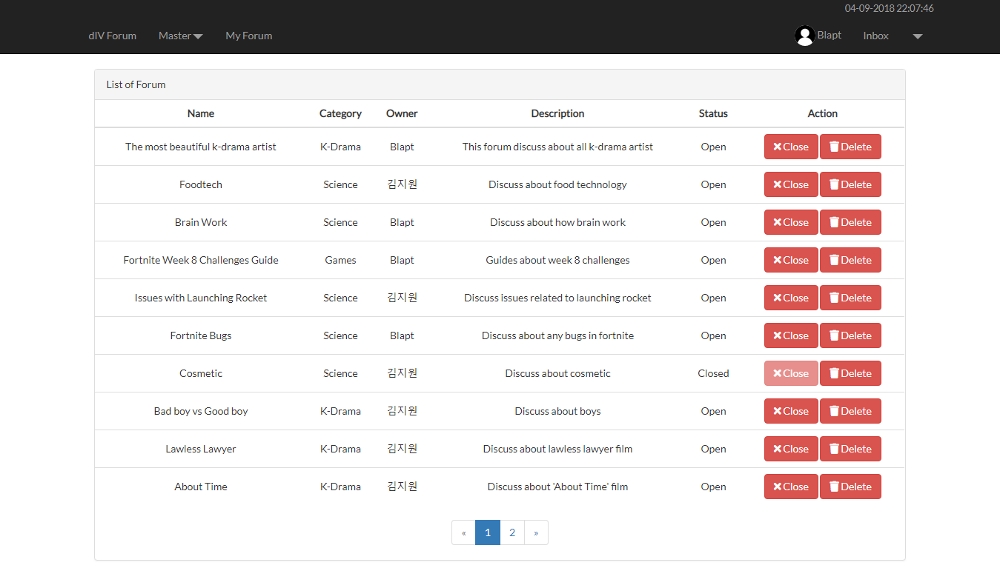 04-09-2018 22:07:46
dIV Forum Master My Forum Blapt Inbox
List of Forum
Name Category Owner Description Status Action
The most beautiful k-drama artist K-Drama Blapt This forum discuss about all k-drama artist Open Close Delete
Foodtech Science 김지원 Discuss about food technology Open Close Delete
Brain Work Science Blapt Discuss about how brain work Open Close Delete
Fortnite Week 8 Challenges Guide Games Blapt Guides about week 8 challenges Open Close Delete
Issues with Launching Rocket Science 김지원 Discuss issues related to launching rocket Open Close Delete
Fortnite Bugs Science Blapt Discuss about any bugs in fortnite Open Close Delete
Cosmetic Science 김지원 Discuss about cosmetic Closed Close Delete
Bad boy vs Good boy K-Drama 김지원 Discuss about boys Open Close Delete
Lawless Lawyer K-Drama 김지원 Discuss about lawless lawyer film Open Close Delete
About Time K-Drama 김지원 Discuss about 'About Time' film Open Close Delete
« 1 2 »